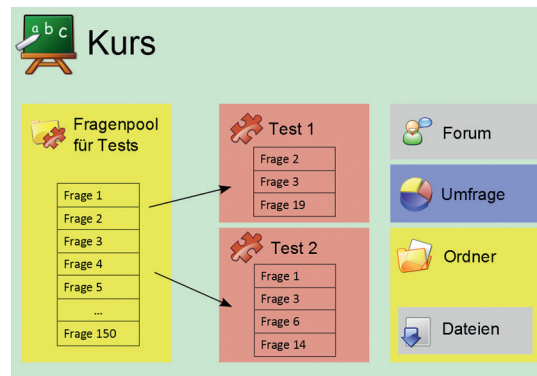 a b c
Kurs
Fragenpool
für Tests
Frage 1
Frage 2
Frage 3
Frage 4
Frage 5
...
Frage 150
Test 1
Frage 2
Frage 3
Frage 19
Test 2
Frage 1
Frage 3
Frage 6
Frage 14
Forum
Umfrage
Ordner
Dateien